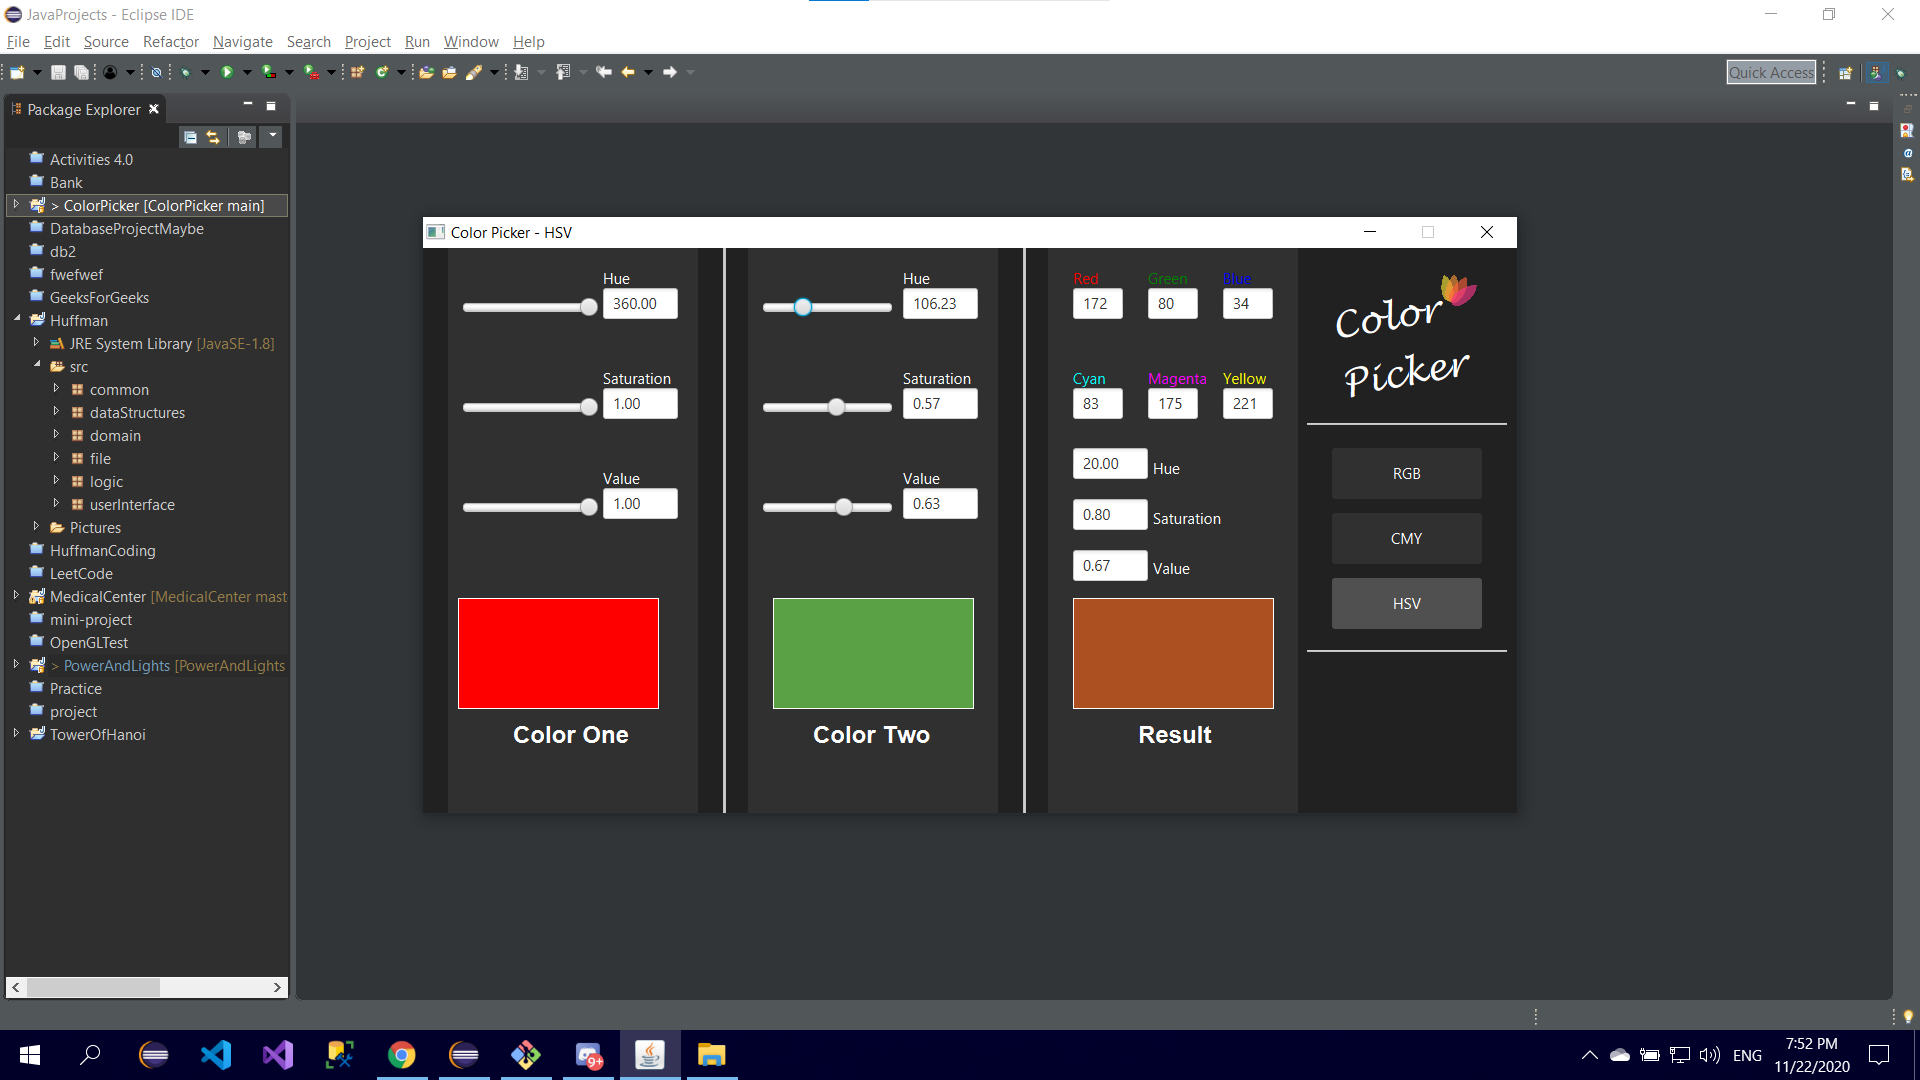 JavaProjects - Eclipse IDE
File Edit Source Refactor Navigate Search Project Run Window Help
Quick Access
Package Explorer
Activities 4.0
Bank
> ColorPicker [ColorPicker main]
DatabaseProjectMaybe
db2
fwefwef
GeeksForGeeks
Huffman
JRE System Library [JavaSE-1.8]
src
common
dataStructures
domain
file
logic
userInterface
Pictures
HuffmanCoding
LeetCode
MedicalCenter [MedicalCenter mast
mini-project
OpenGLTest
> PowerAndLights [PowerAndLights
Practice
project
TowerOfHanoi
Color Picker - HSV
Hue
360.00
Saturation
1.00
Value
1.00
Color One
Hue
106.23
Saturation
0.57
Value
0.63
Color Two
Red Green Blue
172 80 34
Cyan Magenta Yellow
83 175 221
20.00 Hue
0.80 Saturation
0.67 Value
Result
Color
Picker
RGB
CMY
HSV
9+
ENG
7:52 PM
11/22/2020